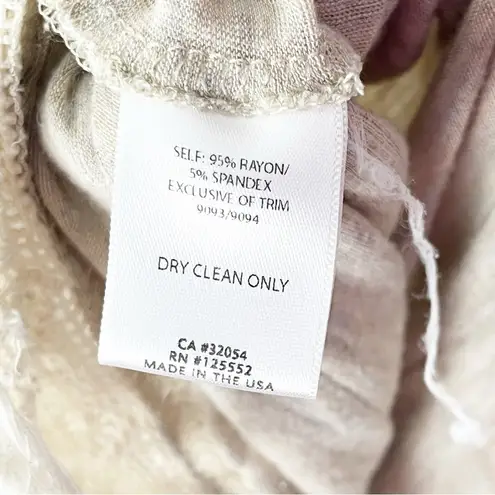 SELF: 95% RAYON/
5% SPANDEX
EXCLUSIVE OF TRIM
9093/9094
DRY CLEAN ONLY
CA #32054
RN #125552
MADE IN THE USA